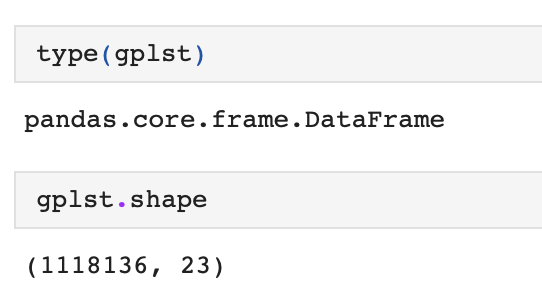 type(gplst)
pandas.core.frame.DataFrame
gplst.shape
(1118136, 23)